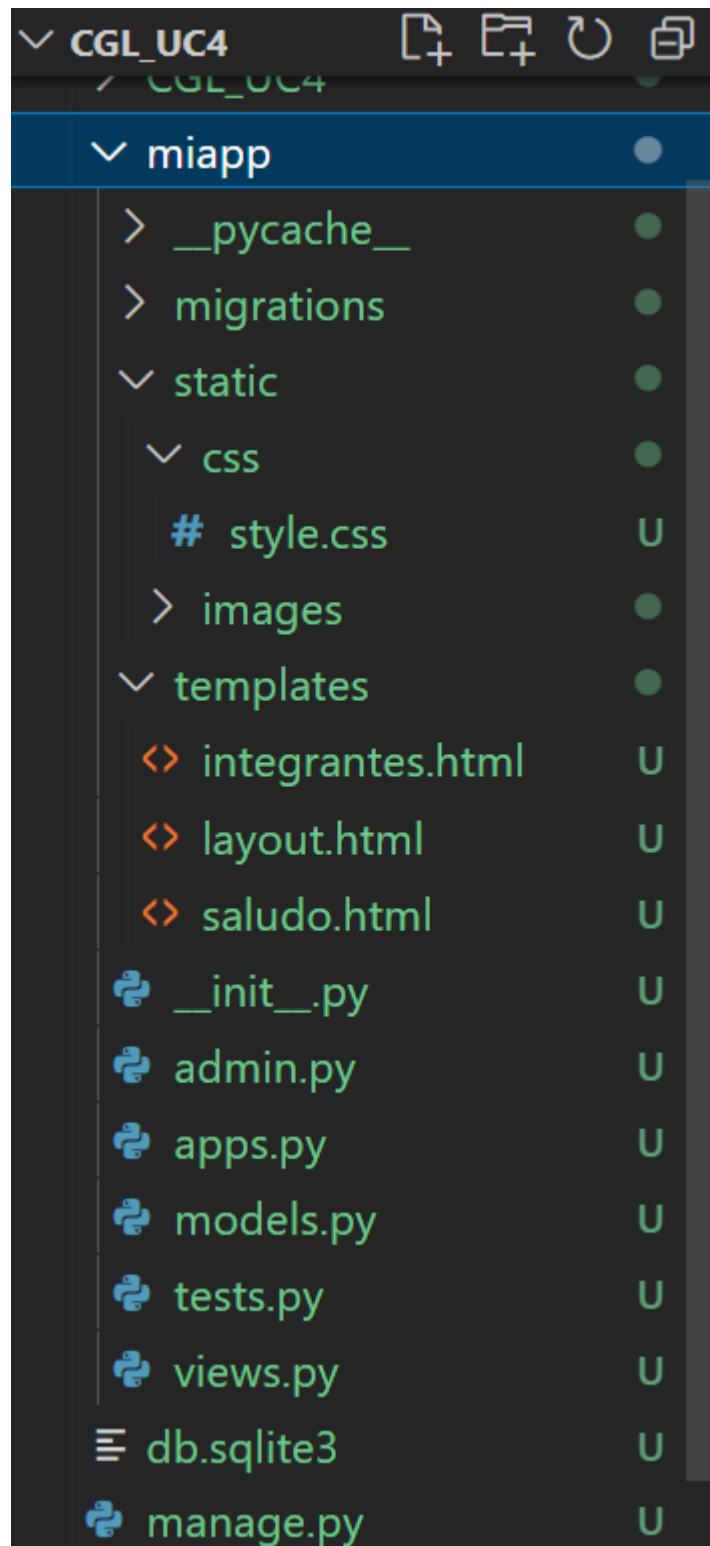 CGL_UC4
CGL_UC4
miapp
__pycache__
migrations
static
css
# style.css U
images
templates
<> integrantes.html U
<> layout.html U
<> saludo.html U
__init__.py U
admin.py U
apps.py U
models.py U
tests.py U
views.py U
db.sqlite3 U
manage.py U